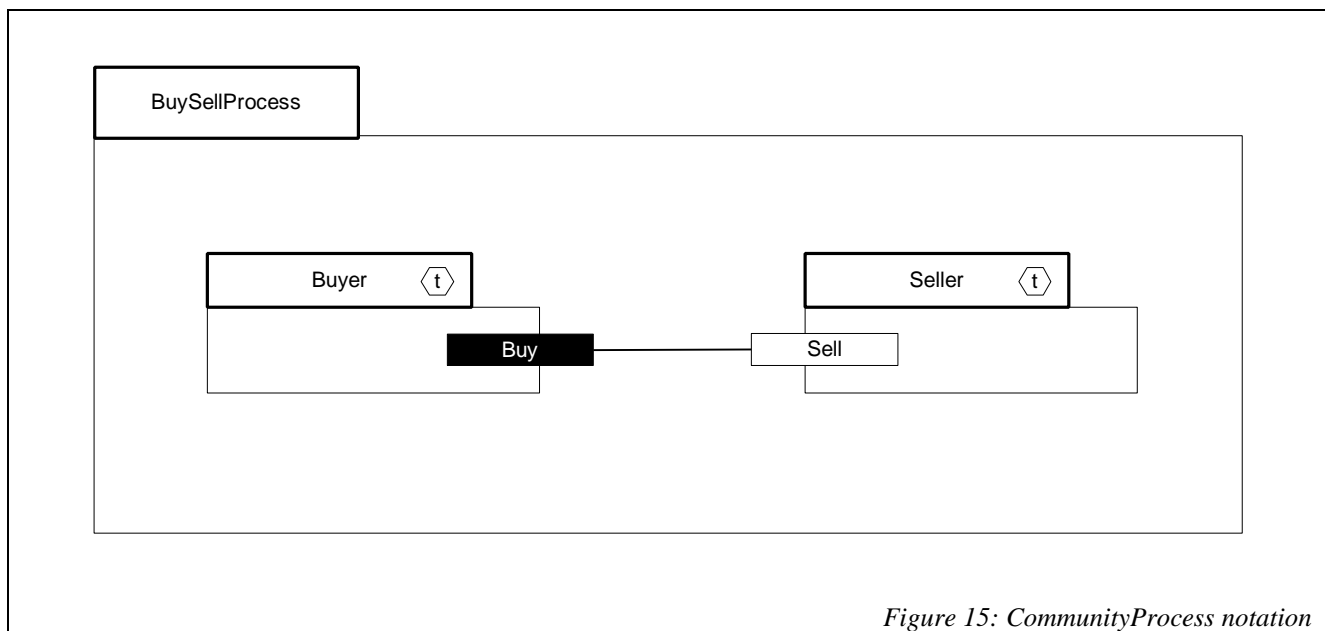 BuySellProcess
Buyer t
Seller t
Buy
Sell
Figure 15: CommunityProcess notation